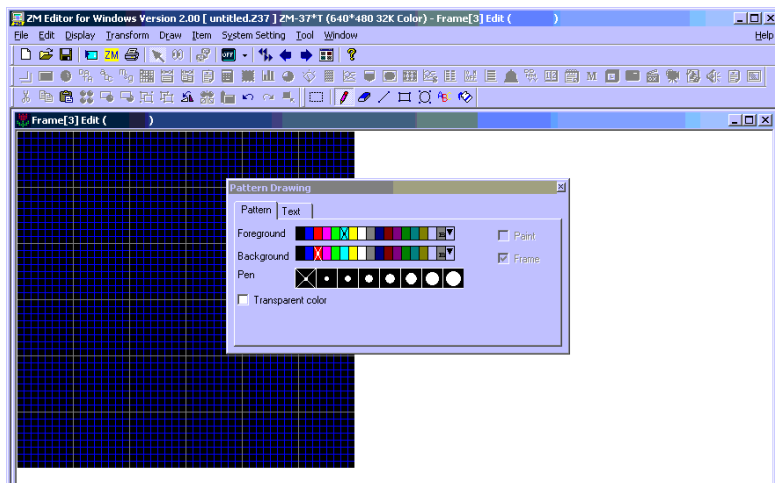 ZM Editor for Windows Version 2.00 [ untitled.Z37 ] ZM-37*T (640*480 32K Color) - Frame[3] Edit ( )
File Edit Display Transform Draw Item System Setting Tool Window Help
ZM OFF ?
M
Frame[3] Edit ( )
Pattern Drawing
Pattern Text
Foreground Paint
Background Frame
Pen
Transparent color